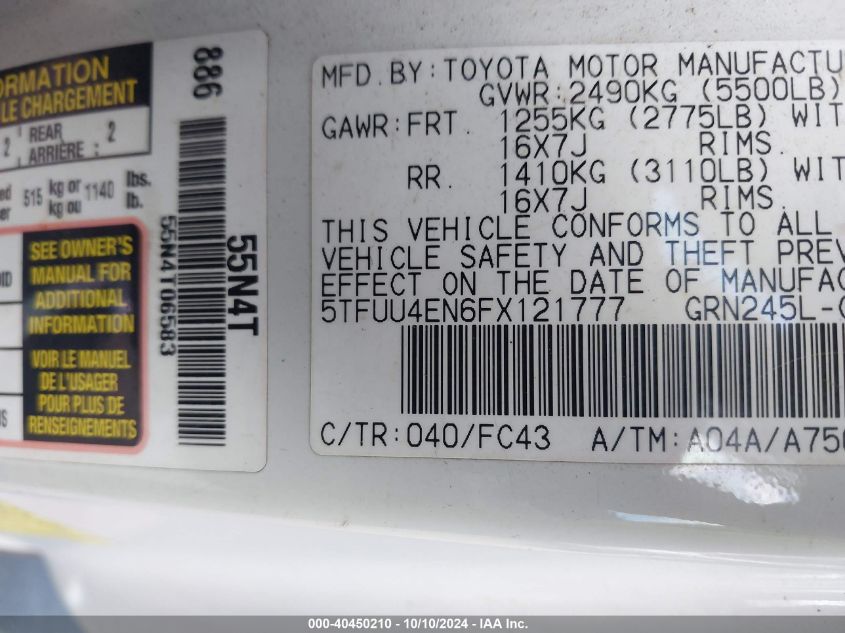 ORMATION
LE CHARGEMENT
2 REAR ARRIÈRE : 2
515 kg or kg ou 1140 lbs. lb.
SEE OWNER'S
MANUAL FOR
ADDITIONAL
INFORMATION
VOIR LE MANUEL
DE L'USAGER
POUR PLUS DE
RENSEIGNEMENTS
886
55N4T06583
55N4T
MFD. BY: TOYOTA MOTOR MANUFACTU
GVWR: 2490KG (5500LB)
GAWR: FRT. 1255KG (2775LB) WIT
16X7J RIMS.
RR. 1410KG (3110LB) WIT
16X7J RIMS.
THIS VEHICLE CONFORMS TO ALL
VEHICLE SAFETY AND THEFT PREV
EFFECT ON THE DATE OF MANUFAC
5TFUU4EN6FX121777 GRN245L-
C/TR: 040/FC43 A/TM: A04A/A750
000-40450210 - 10/10/2024 - IAA Inc.